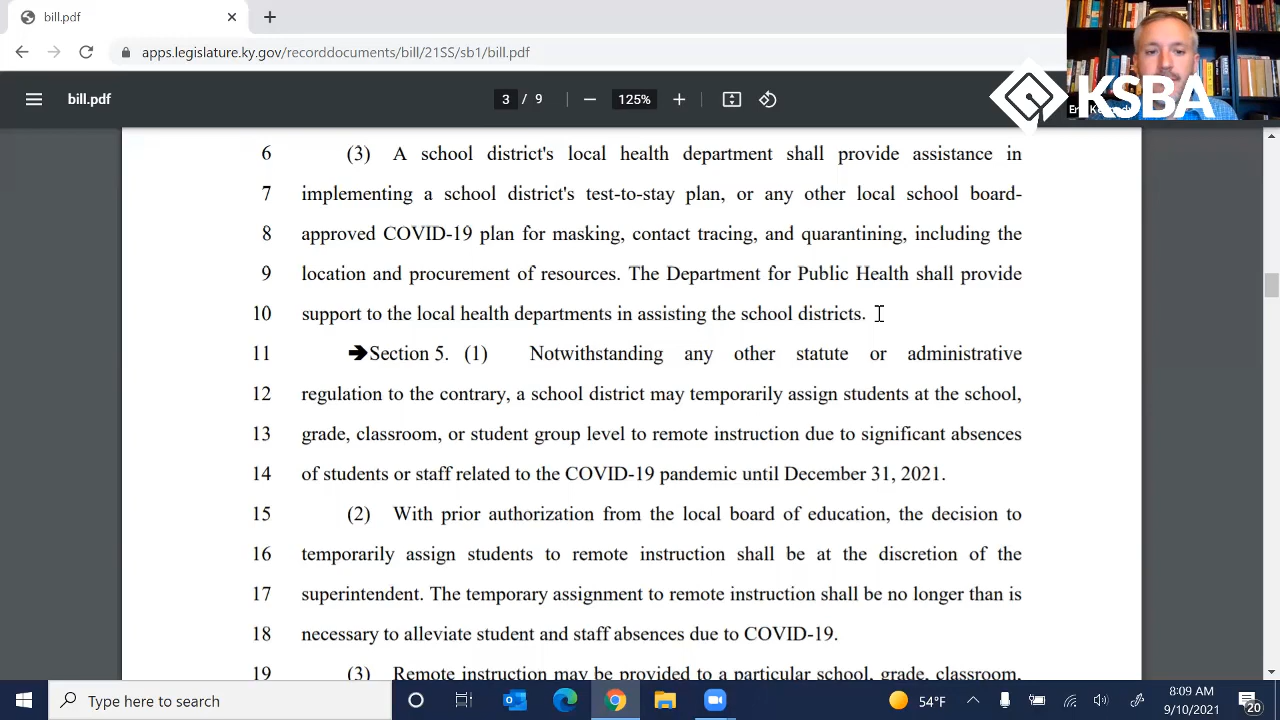 bill.pdf
apps.legislature.ky.gov/recorddocuments/bill/21SS/sb1/bill.pdf
bill.pdf
3 / 9
125%
KSBA
6 (3) A school district's local health department shall provide assistance in
7 implementing a school district's test-to-stay plan, or any other local school board-
8 approved COVID-19 plan for masking, contact tracing, and quarantining, including the
9 location and procurement of resources. The Department for Public Health shall provide
10 support to the local health departments in assisting the school districts.
11 ➔Section 5. (1) Notwithstanding any other statute or administrative
12 regulation to the contrary, a school district may temporarily assign students at the school,
13 grade, classroom, or student group level to remote instruction due to significant absences
14 of students or staff related to the COVID-19 pandemic until December 31, 2021.
15 (2) With prior authorization from the local board of education, the decision to
16 temporarily assign students to remote instruction shall be at the discretion of the
17 superintendent. The temporary assignment to remote instruction shall be no longer than is
18 necessary to alleviate student and staff absences due to COVID-19.
19 (3) Remote instruction may be provided to a particular school, grade, classroom,
Type here to search
54°F
8:09 AM
9/10/2021
20